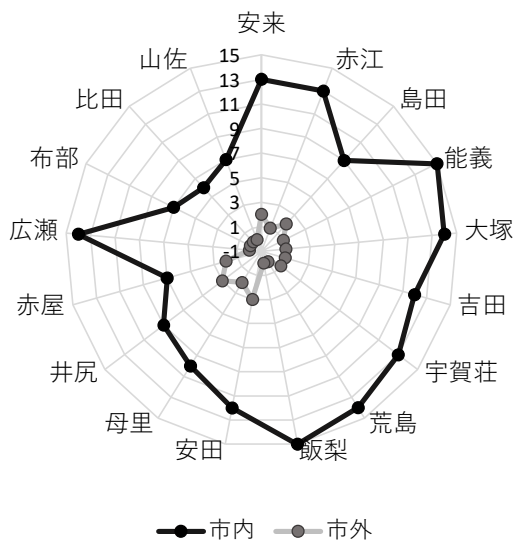 安来
赤江
島田
能義
大塚
吉田
宇賀荘
荒島
飯梨
安田
母里
井尻
赤屋
広瀬
布部
比田
山佐
15
13
11
9
7
5
3
1
-1
市内
市外